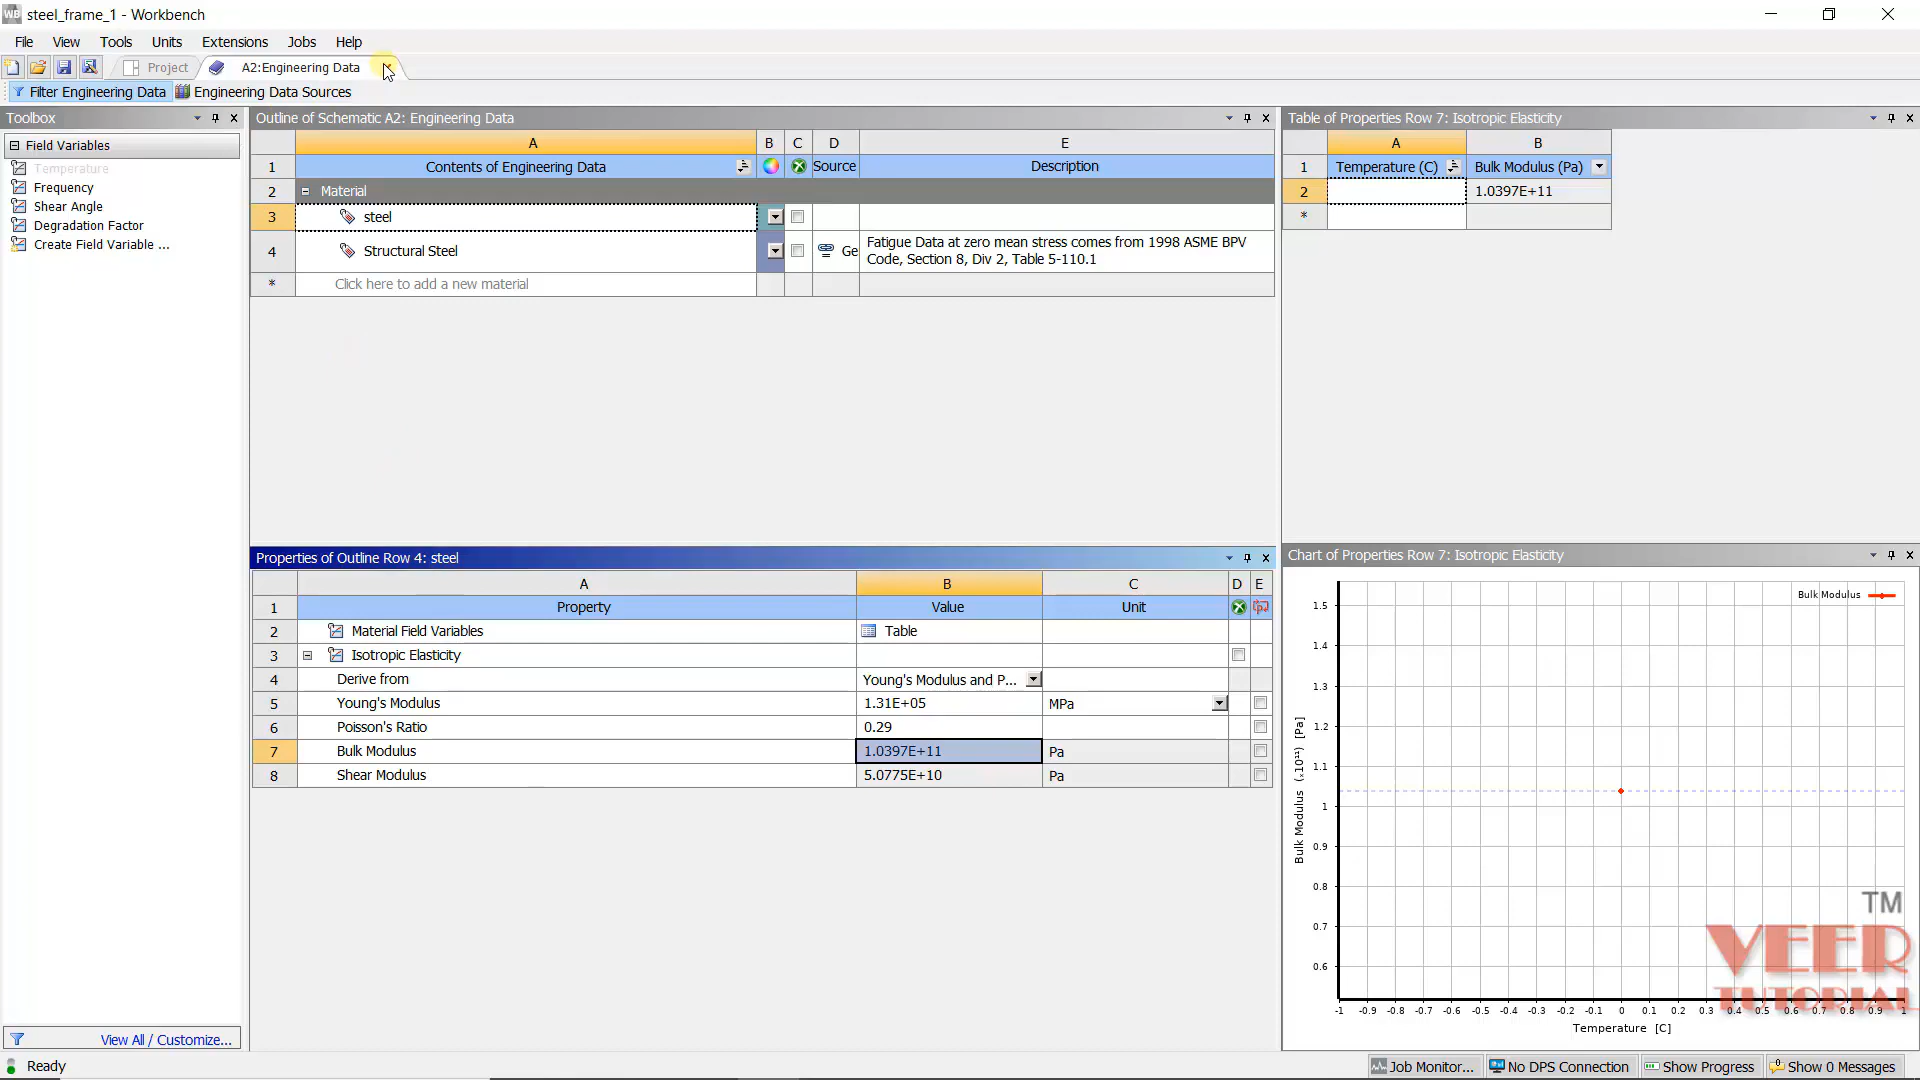 steel_frame_1 - Workbench
File View Tools Units Extensions Jobs Help
Project A2:Engineering Data
Filter Engineering Data Engineering Data Sources
Toolbox
Field Variables
Temperature
Frequency
Shear Angle
Degradation Factor
Create Field Variable ...
View All / Customize...
Outline of Schematic A2: Engineering Data
A B C D E
1 Contents of Engineering Data Source Description
2 Material
3 steel
4 Structural Steel Ge Fatigue Data at zero mean stress comes from 1998 ASME BPV
Code, Section 8, Div 2, Table 5-110.1
* Click here to add a new material
Properties of Outline Row 4: steel
A B C D E
1 Property Value Unit
2 Material Field Variables Table
3 Isotropic Elasticity
4 Derive from Young's Modulus and P...
5 Young's Modulus 1.31E+05 MPa
6 Poisson's Ratio 0.29
7 Bulk Modulus 1.0397E+11 Pa
8 Shear Modulus 5.0775E+10 Pa
Table of Properties Row 7: Isotropic Elasticity
A B
1 Temperature (C) Bulk Modulus (Pa)
2 1.0397E+11
*
Chart of Properties Row 7: Isotropic Elasticity
Bulk Modulus
1.5
1.4
1.3
1.2
1.1
1
0.9
0.8
0.7
0.6
Bulk Modulus (.x10¹¹) [Pa]
-1 -0.9 -0.8 -0.7 -0.6 -0.5 -0.4 -0.3 -0.2 -0.1 0 0.1 0.2 0.3 0.4 0.5 0.6 0.7 0.8 0.9 1
Temperature [C]
TM
VEER
TUTORIAL
Ready
Job Monitor... No DPS Connection Show Progress Show 0 Messages